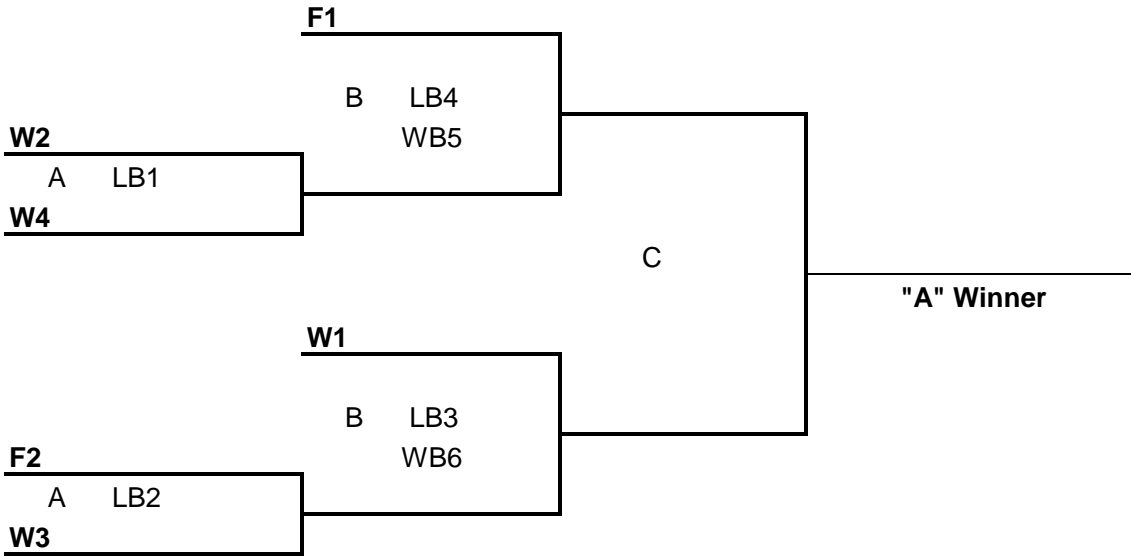 F1
B LB4
WB5
W2
A LB1
W4
C
"A" Winner
W1
B LB3
WB6
F2
A LB2
W3